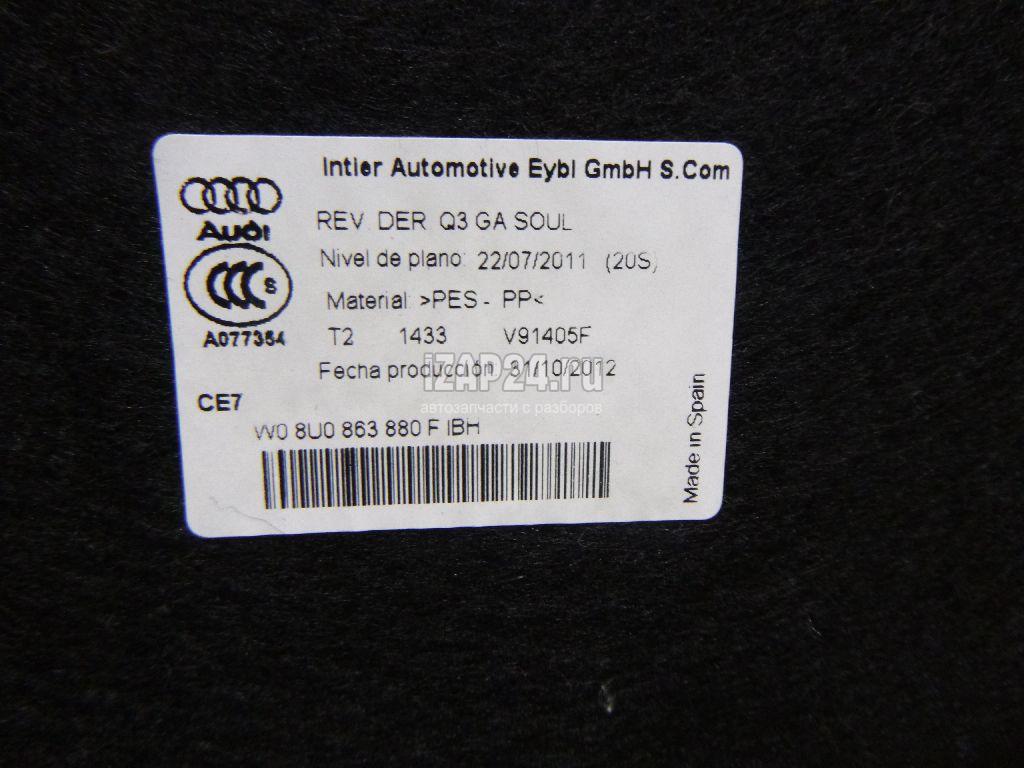 Intier Automotive Eybl GmbH S.Com
Audi
REV. DER Q3 GA SOUL
Nivel de plano: 22/07/2011 (20S)
S
Material: >PES - PP<
A077354
T2 1433 V91405F
Fecha producción 31/10/2012
iZAP24.ru
автозапчасти с разборов
CE7
W0 8U0 863 880 F IBH
Made in Spain